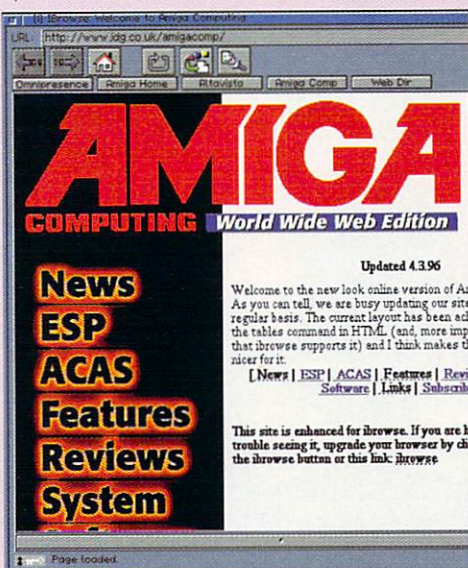 [i] IBrowse: Welcome to Amiga Computing
URL: http://www.idg.co.uk/amigacomp/
Omnipresence Amiga Home Altavista Amiga Comp Web Dir
AMIGA
COMPUTING World Wide Web Edition
News
ESP
ACAS
Features
Reviews
System
Updated 4.3.96
Welcome to the new look online version of
As you can tell, we are busy updating our
regular basis. The current layout has been
the tables command in HTML (and, more
that ibrowse supports it) and I think makes
nicer for it.
[ News | ESP | ACAS | Features |
Software | Links |
This site is enhanced for ibrowse. If you are
trouble seeing it, upgrade your browser by
the ibrowse button or this link: ibrowse
Page loaded.